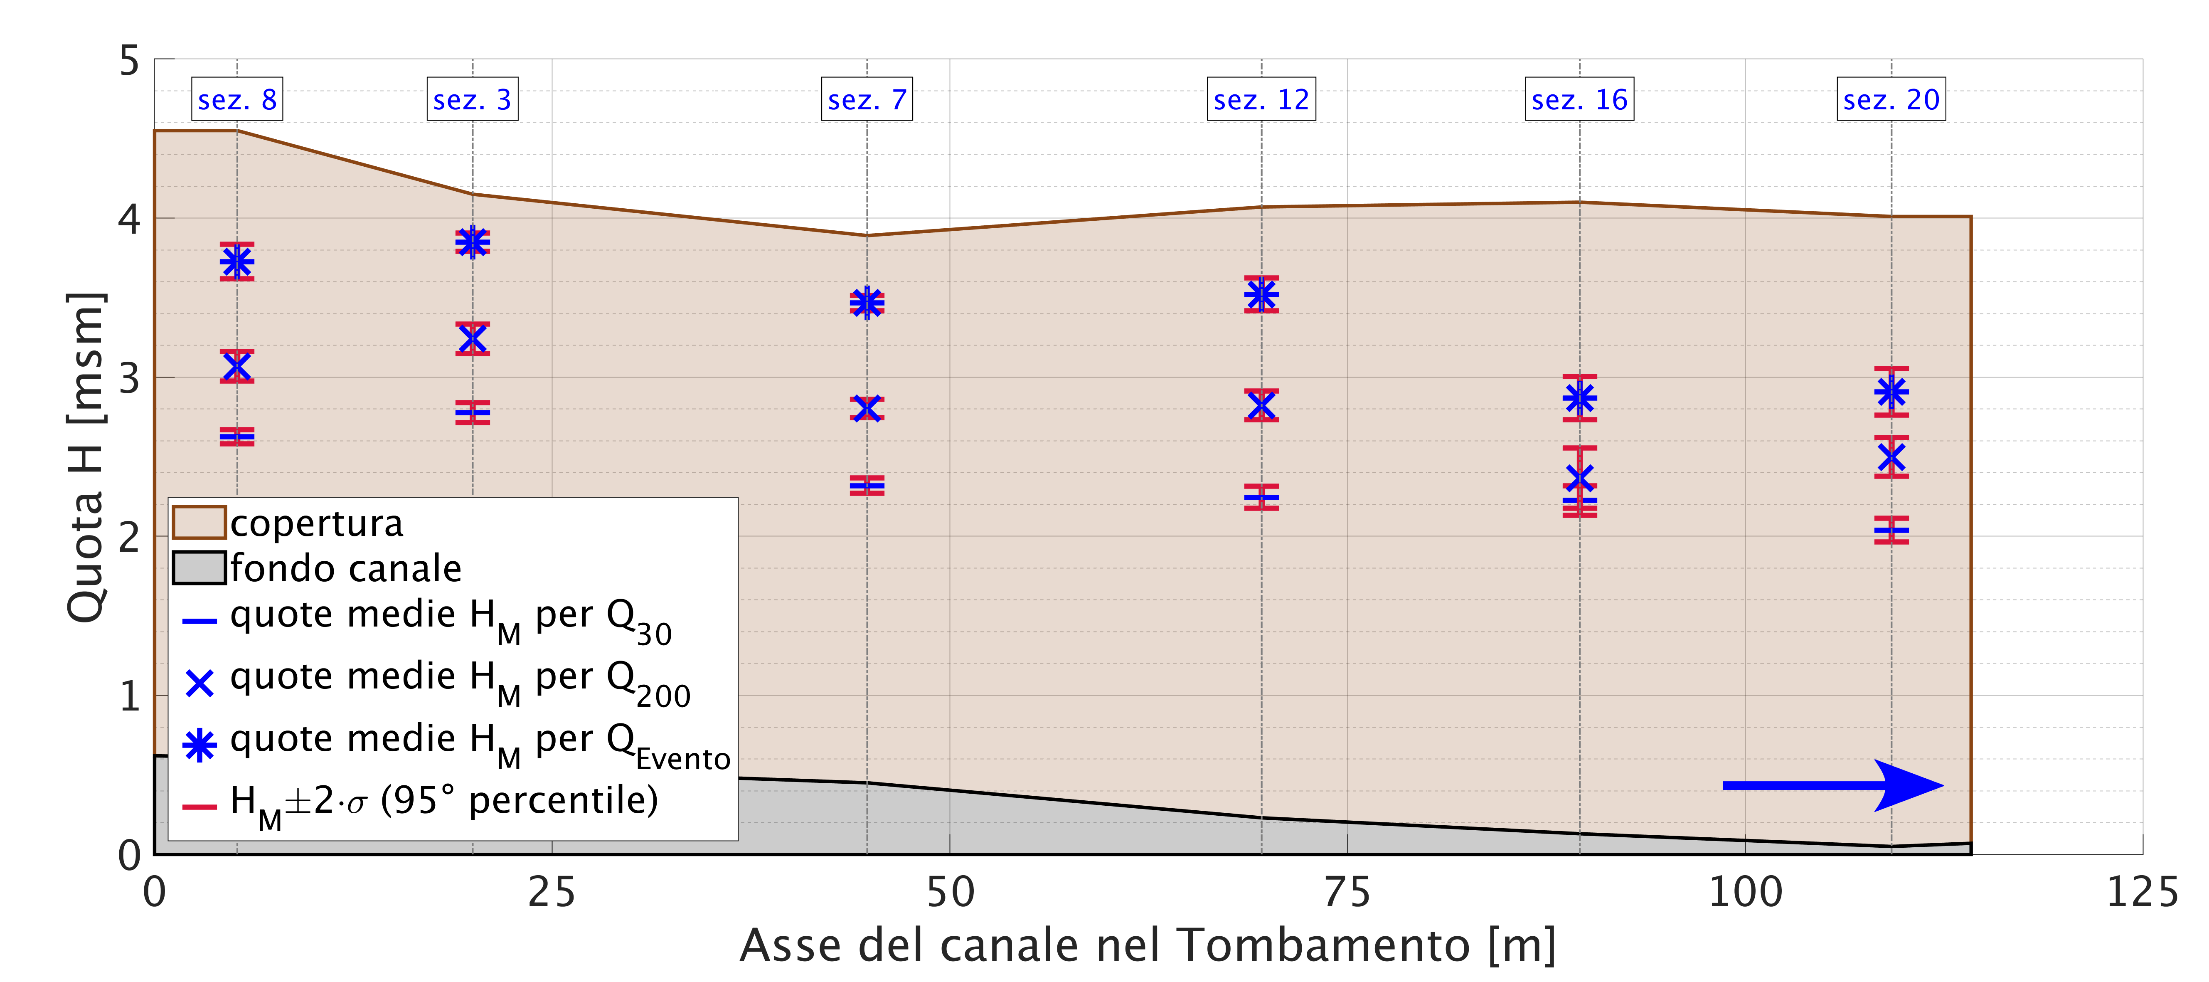 5
4
3
2
1
0
Quota H [msm]
sez. 8
sez. 3
sez. 7
sez. 12
sez. 16
sez. 20
copertura
fondo canale
quote medie H_M per Q_30
quote medie H_M per Q_200
quote medie H_M per Q_Evento
H_M±2·σ (95° percentile)
0 25 50 75 100 125
Asse del canale nel Tombamento [m]